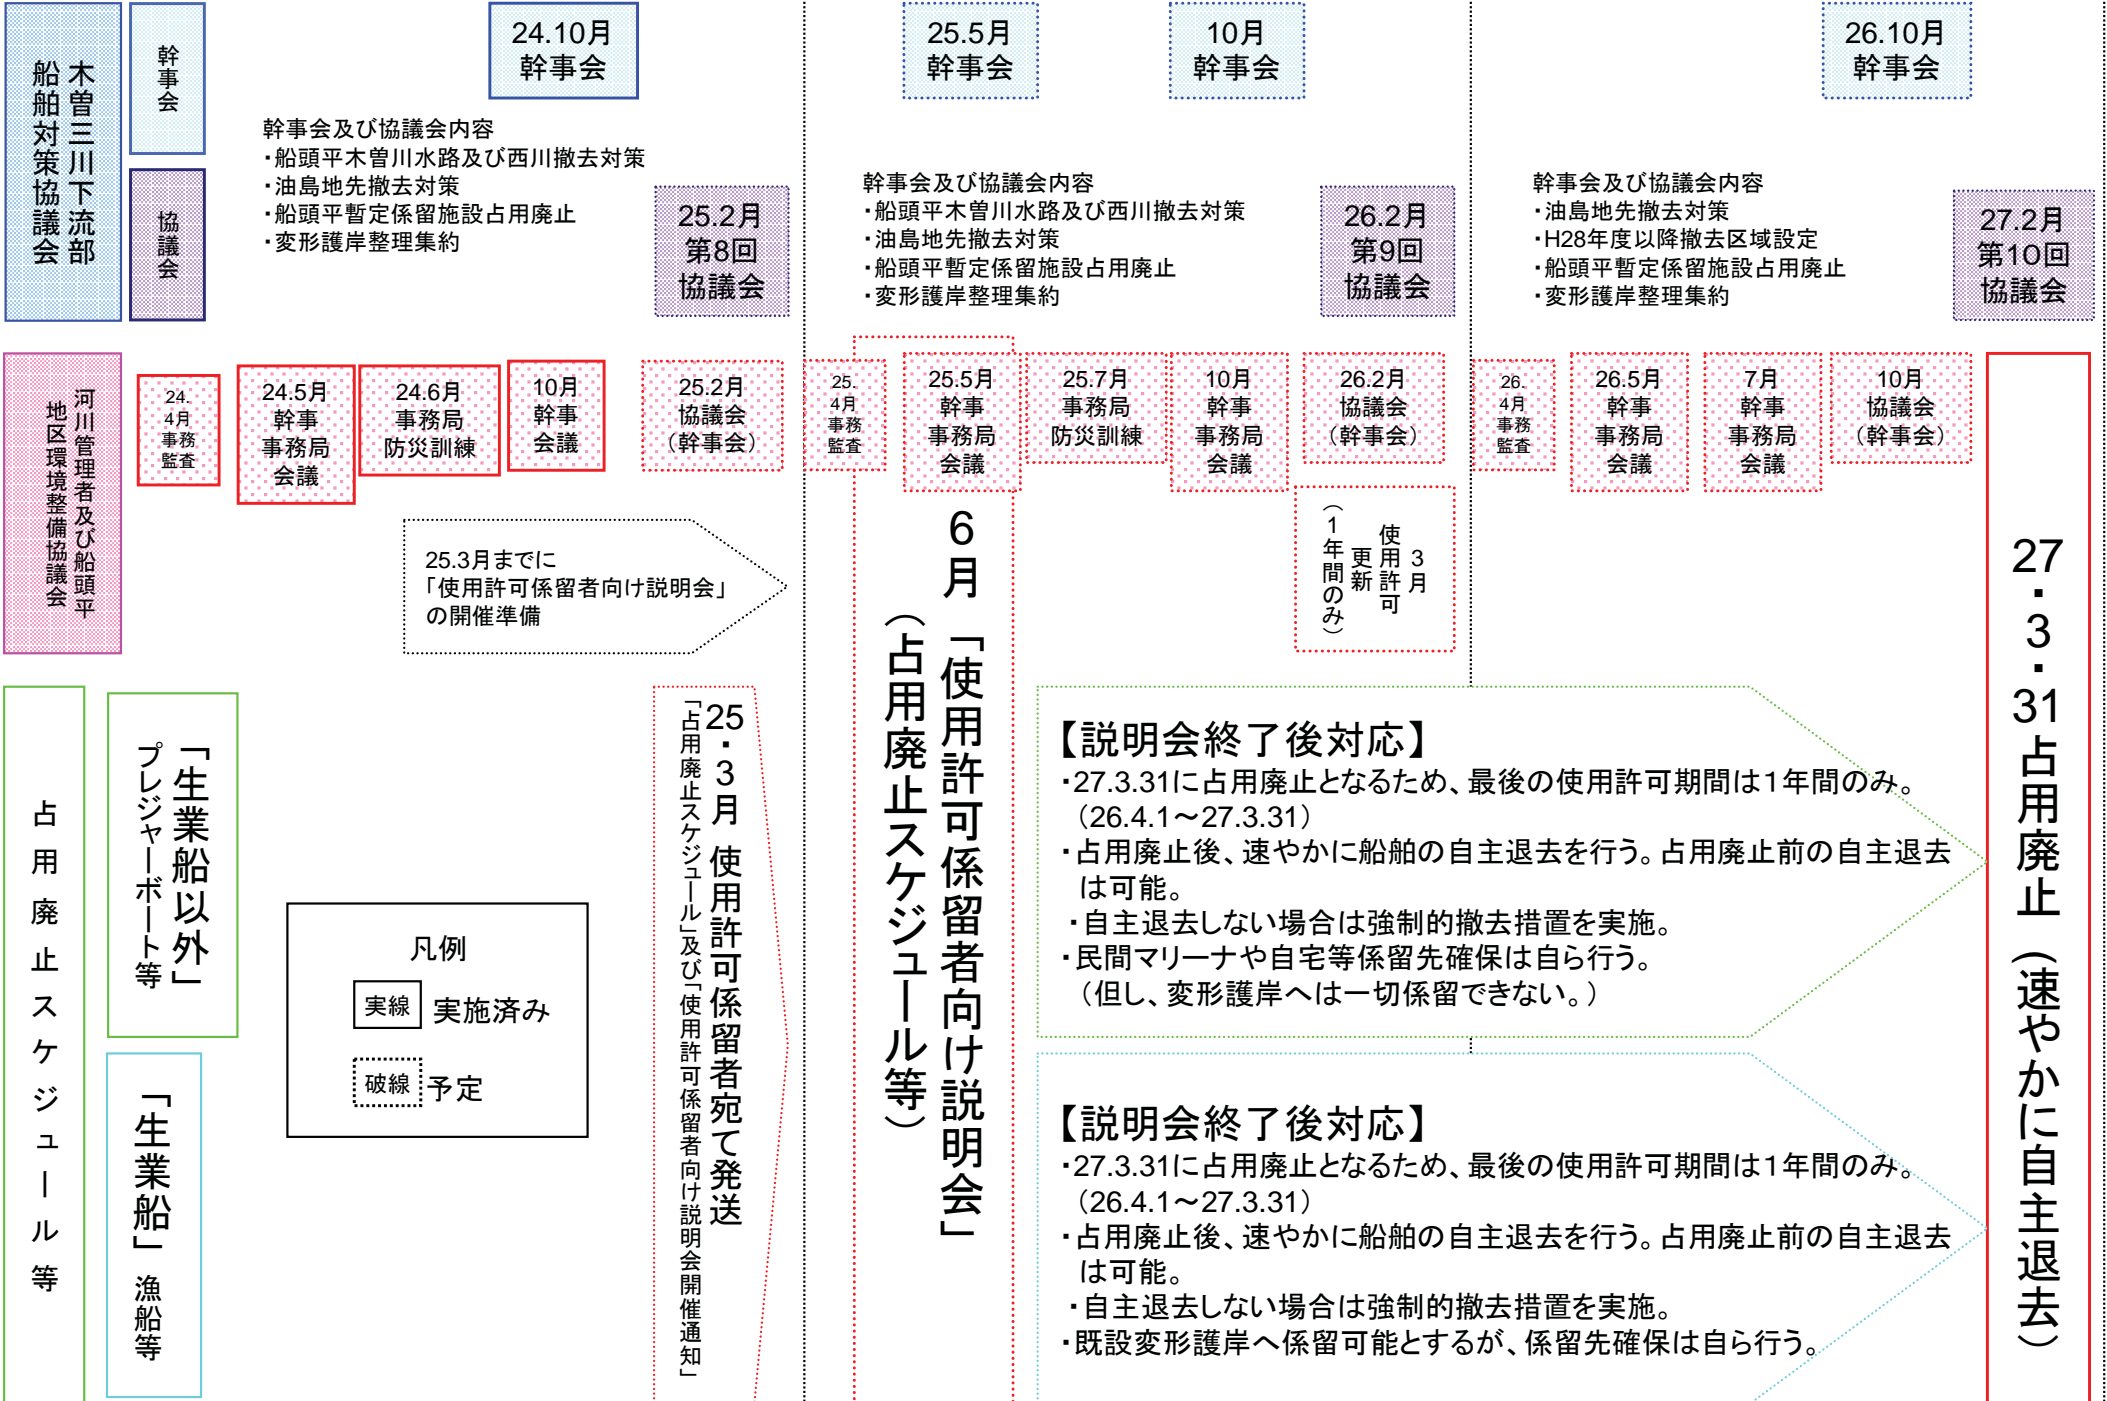 木曽三川下流部
船舶対策協議会
幹事会
協議会
24.10月
幹事会
25.5月
幹事会
10月
幹事会
26.10月
幹事会
幹事会及び協議会内容
・船頭平木曽川水路及び西川撤去対策
・油島地先撤去対策
・船頭平暫定係留施設占用廃止
・変形護岸整理集約
25.2月
第8回
協議会
幹事会及び協議会内容
・船頭平木曽川水路及び西川撤去対策
・油島地先撤去対策
・船頭平暫定係留施設占用廃止
・変形護岸整理集約
26.2月
第9回
協議会
幹事会及び協議会内容
・油島地先撤去対策
・H28年度以降撤去区域設定
・船頭平暫定係留施設占用廃止
・変形護岸整理集約
27.2月
第10回
協議会
河川管理者及び船頭平
地区環境整備協議会
24.
4月
事務
監査
24.5月
幹事
事務局
会議
24.6月
事務局
防災訓練
10月
幹事
会議
25.2月
協議会
（幹事会）
25.
4月
事務
監査
25.5月
幹事
事務局
会議
25.7月
事務局
防災訓練
10月
幹事
事務局
会議
26.2月
協議会
（幹事会）
26.
4月
事務
監査
26.5月
幹事
事務局
会議
7月
幹事
事務局
会議
10月
協議会
（幹事会）
25.3月までに
「使用許可係留者向け説明会」
の開催準備
3月
使用許可
更新
（1年間のみ）
6月「使用許可係留者向け説明会」
（占用廃止スケジュール等）
27・3・31占用廃止（速やかに自主退去）
占用廃止スケジュール等
「生業船以外」
プレジャーボート等
「生業船」漁船等
凡例
実線 実施済み
破線 予定
25・3月 使用許可係留者宛て発送
「占用廃止スケジュール」及び「使用許可係留者向け説明会開催通知」
【説明会終了後対応】
・27.3.31に占用廃止となるため、最後の使用許可期間は1年間のみ。
（26.4.1～27.3.31）
・占用廃止後、速やかに船舶の自主退去を行う。占用廃止前の自主退去
は可能。
・自主退去しない場合は強制的撤去措置を実施。
・民間マリーナや自宅等係留先確保は自ら行う。
（但し、変形護岸へは一切係留できない。）
【説明会終了後対応】
・27.3.31に占用廃止となるため、最後の使用許可期間は1年間のみ。
（26.4.1～27.3.31）
・占用廃止後、速やかに船舶の自主退去を行う。占用廃止前の自主退去
は可能。
・自主退去しない場合は強制的撤去措置を実施。
・既設変形護岸へ係留可能とするが、係留先確保は自ら行う。